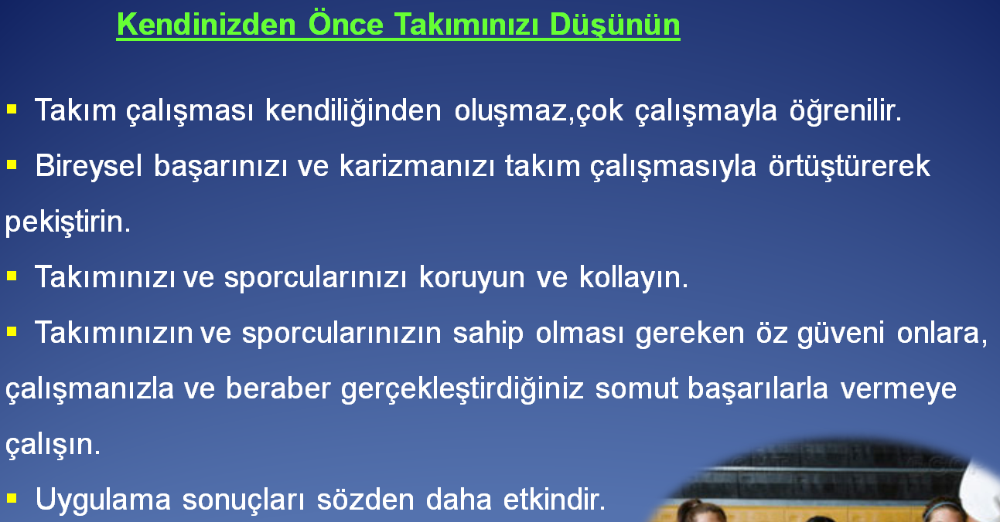 Kendinizden Önce Takımınızı Düşünün
▪ Takım çalışması kendiliğinden oluşmaz,çok çalışmayla öğrenilir.
▪ Bireysel başarınızı ve karizmanızı takım çalışmasıyla örtüştürerek
pekiştirin.
▪ Takımınızı ve sporcularınızı koruyun ve kollayın.
▪ Takımınızın ve sporcularınızın sahip olması gereken öz güveni onlara,
çalışmanızla ve beraber gerçekleştirdiğiniz somut başarılarla vermeye
çalışın.
▪ Uygulama sonuçları sözden daha etkindir.